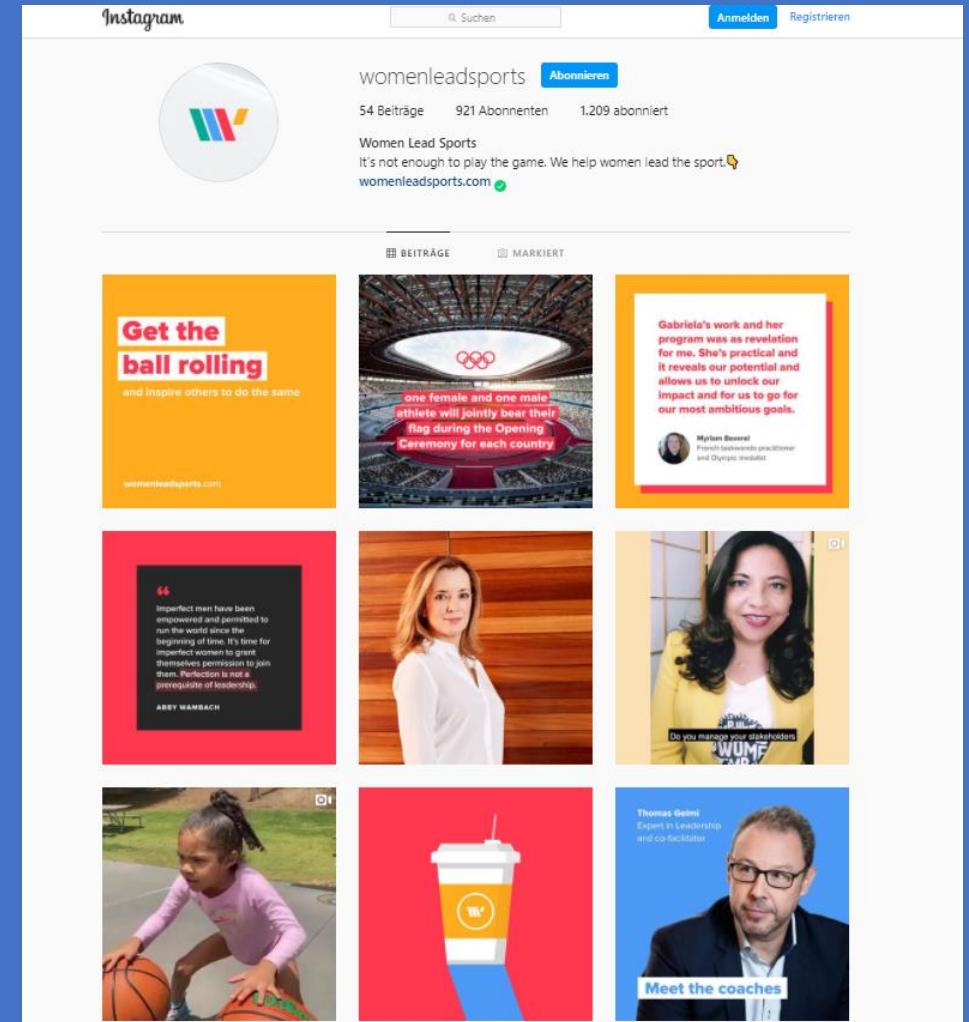 Instagram
Suchen
Anmelden
Registrieren
womenleadsports
Abonnieren
54 Beiträge 921 Abonnenten 1.209 abonniert
Women Lead Sports
It's not enough to play the game. We help women lead the sport.👇
womenleadsports.com
BEITRÄGE
MARKIERT
Get the
ball rolling
and inspire others to do the same
womenleadsports.com
one female and one male
athlete will jointly bear their
flag during the Opening
Ceremony for each country
Gabriela's work and her
program was as revelation
for me. She's practical and
it reveals our potential and
allows us to unlock our
impact and for us to go for
our most ambitious goals.
Myriam Baverel
French taekwondo practitioner
and Olympic medalist
“
Imperfect men have been
empowered and permitted to
run the world since the
beginning of time. It's time for
imperfect women to grant
themselves permission to join
them. Perfection is not a
prerequisite of leadership.
ABBY WAMBACH
Do you manage your stakeholders
Thomas Gelmi
Expert in Leadership
and co-facilitator
Meet the coaches